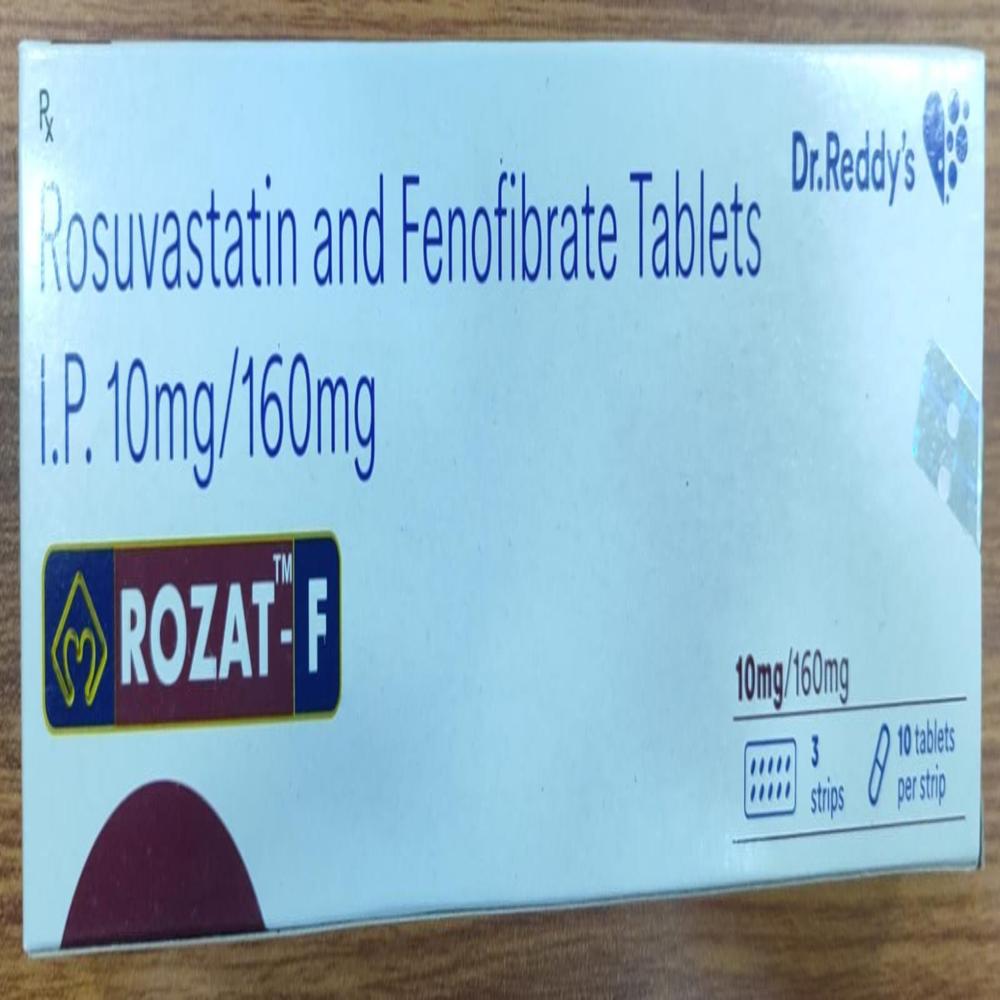 Rx
Dr.Reddy's
Rosuvastatin and Fenofibrate Tablets
I.P. 10mg/160mg
ROZAT™-F
10mg/160mg
3 strips
10 tablets per strip